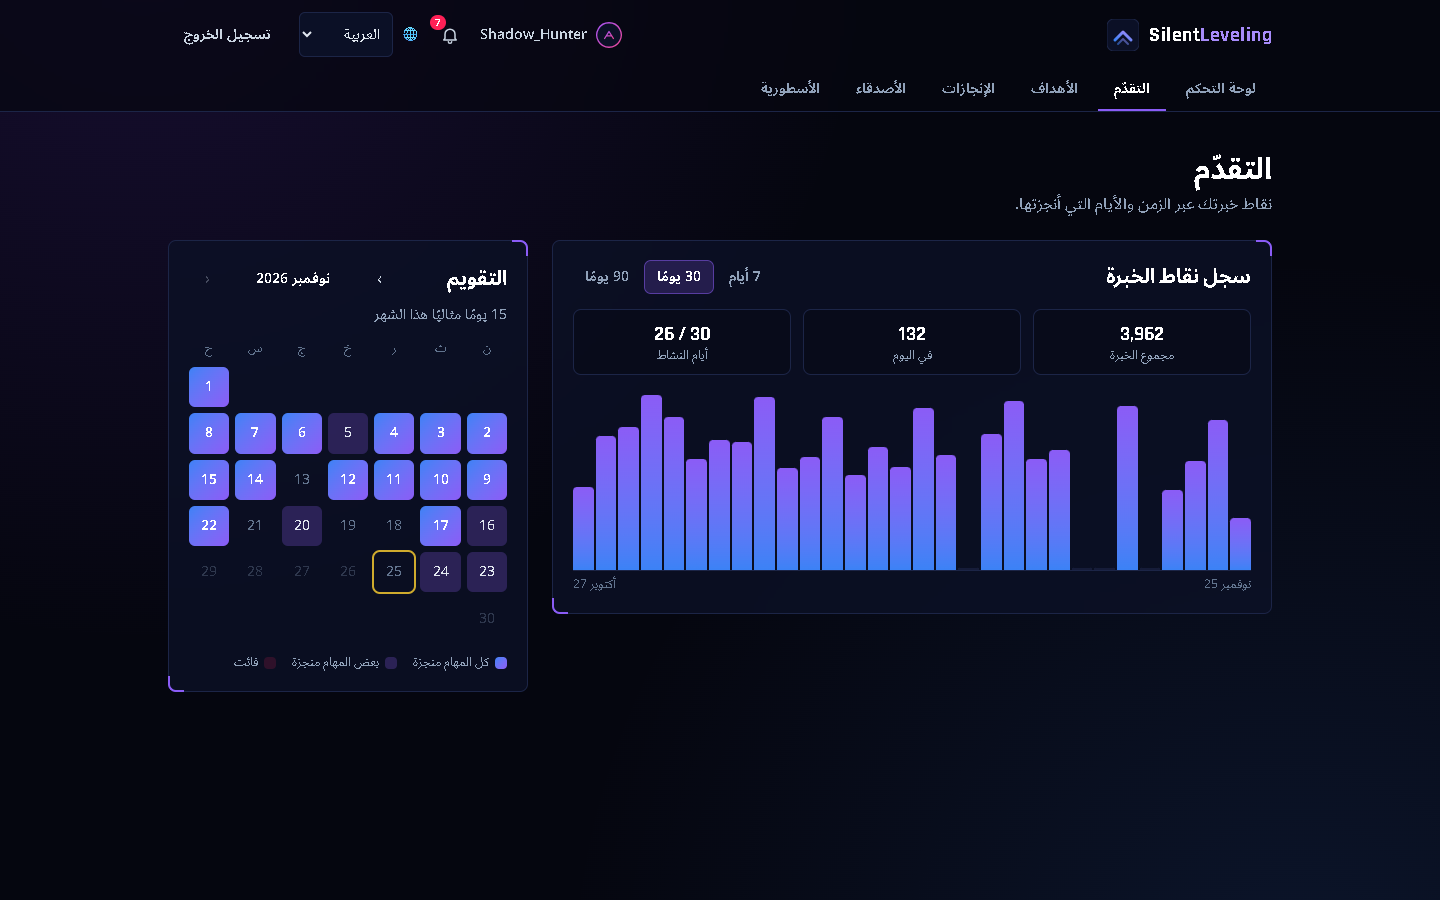 SilentLeveling
Shadow_Hunter
7
العربية
تسجيل الخروج
لوحة التحكم
التقدّم
الأهداف
الإنجازات
الأصدقاء
الأسطورية
التقدّم
نقاط خبرتك عبر الزمن والأيام التي أنجزتها.
سجل نقاط الخبرة
7 أيام
30 يومًا
90 يومًا
3,962
مجموع الخبرة
132
في اليوم
26 / 30
أيام النشاط
27 أكتوبر
25 نوفمبر
التقويم
نوفمبر 2026
15 يومًا مثاليًا هذا الشهر
ن ث ر خ ج س ح
1
2 3 4 5 6 7 8
9 10 11 12 13 14 15
16 17 18 19 20 21 22
23 24 25 26 27 28 29
30
كل المهام منجزة
بعض المهام منجزة
فائت